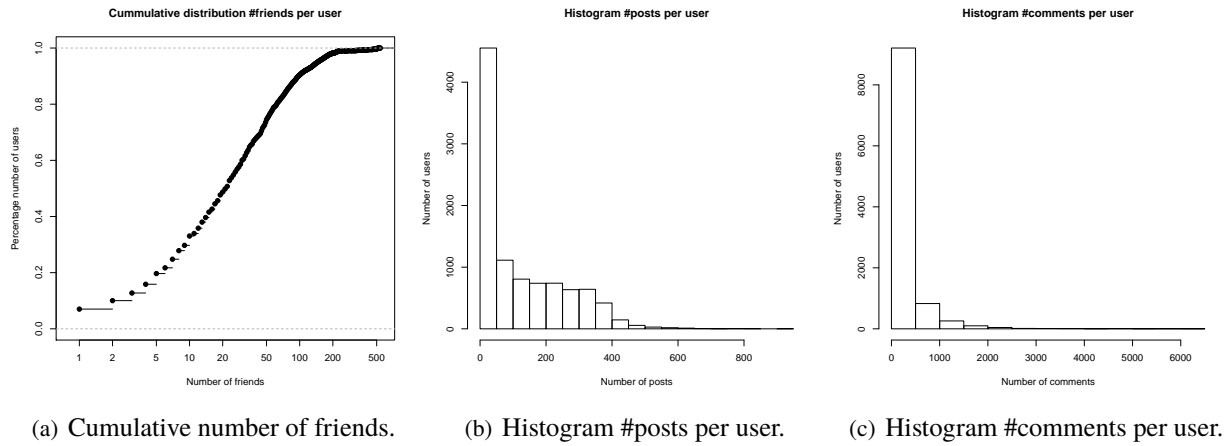 Cummulative distribution #friends per user
1.0
0.8
0.6
0.4
0.2
0.0
Percentage number of users
1 2 5 10 20 50 100 200 500
Number of friends
(a) Cumulative number of friends.
Histogram #posts per user
4000
3000
2000
1000
0
Number of users
0 200 400 600 800
Number of posts
(b) Histogram #posts per user.
Histogram #comments per user
8000
6000
4000
2000
0
Number of users
0 1000 2000 3000 4000 5000 6000
Number of comments
(c) Histogram #comments per user.